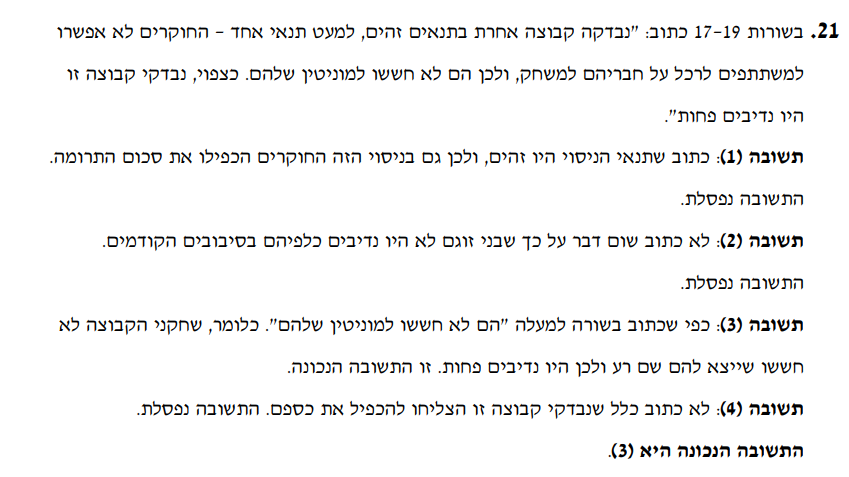 21. בשורות 17–19 כתוב: "נבדקה קבוצה אחרת בתנאים זהים, למעט תנאי אחד – החוקרים לא אפשרו
למשתתפים לרכל על חבריהם למשחק, ולכן הם לא חששו למוניטין שלהם. כצפוי, נבדקי קבוצה זו
היו נדיבים פחות".
תשובה (1): כתוב שתנאי הניסוי היו זהים, ולכן גם בניסוי הזה החוקרים הכפילו את סכום התרומה.
התשובה נפסלת.
תשובה (2): לא כתוב שום דבר על כך שבני זוגם לא היו נדיבים כלפיהם בסיבובים הקודמים.
התשובה נפסלת.
תשובה (3): כפי שכתוב בשורה למעלה "הם לא חששו למוניטין שלהם". כלומר, שחקני הקבוצה לא
חששו שייצא להם שם רע ולכן היו נדיבים פחות. זו התשובה הנכונה.
תשובה (4): לא כתוב כלל שנבדקי קבוצה זו הצליחו להכפיל את כספם. התשובה נפסלת.
התשובה הנכונה היא (3).